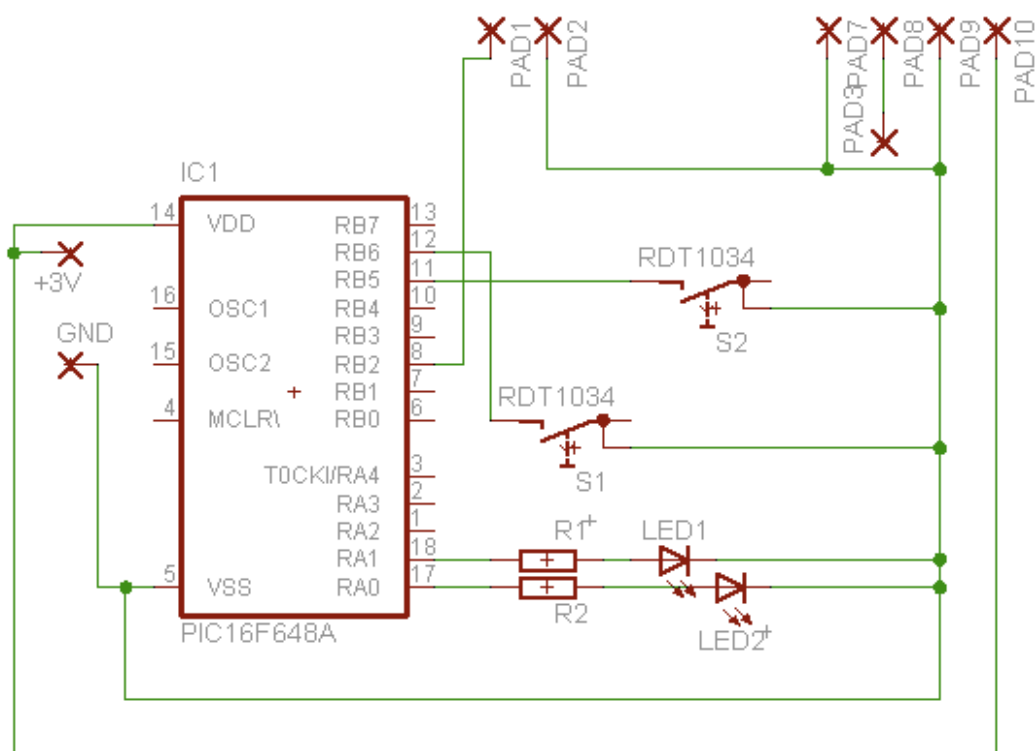 PAD1
PAD2
PAD7
PAD8
PAD9
PAD10
PAD3
IC1
14
VDD
RB7
13
RB6
12
RDT1034
+3V
RB5
11
16
OSC1
RB4
10
S2
GND
RB3
9
15
OSC2
RB2
8
RB1
7
RDT1034
4
MCLR\
RB0
6
T0CKI/RA4
3
S1
RA3
2
RA2
1
R1
LED1
RA1
18
5
VSS
RA0
17
R2
PIC16F648A
LED2